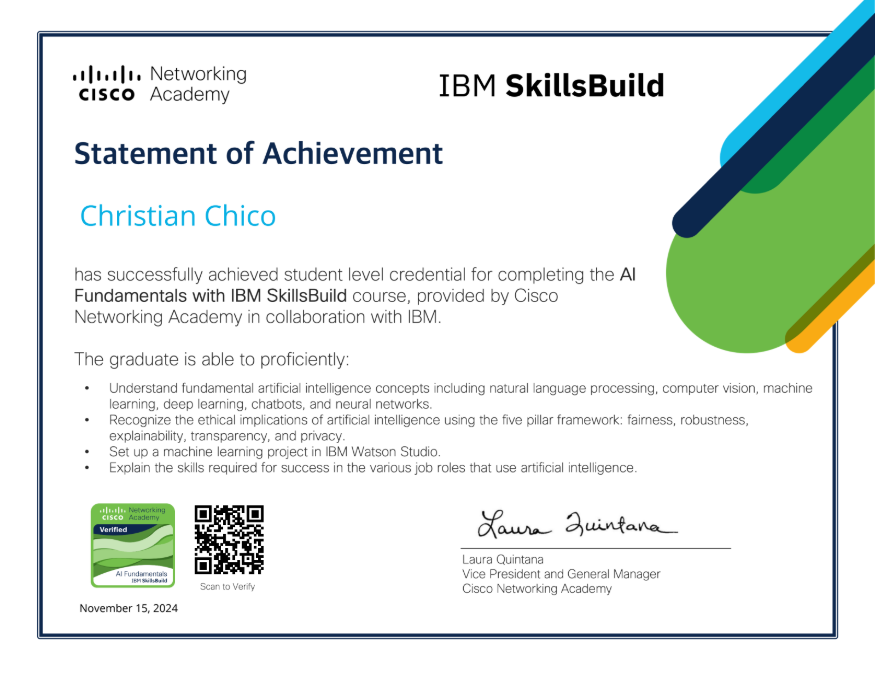 Networking
CISCO Academy
IBM SkillsBuild
Statement of Achievement
Christian Chico
has successfully achieved student level credential for completing the AI
Fundamentals with IBM SkillsBuild course, provided by Cisco
Networking Academy in collaboration with IBM.
The graduate is able to proficiently:
• Understand fundamental artificial intelligence concepts including natural language processing, computer vision, machine
learning, deep learning, chatbots, and neural networks.
• Recognize the ethical implications of artificial intelligence using the five pillar framework: fairness, robustness,
explainability, transparency, and privacy.
• Set up a machine learning project in IBM Watson Studio.
• Explain the skills required for success in the various job roles that use artificial intelligence.
Networking
CISCO Academy
Verified
AI Fundamentals
IBM SkillsBuild
Scan to Verify
November 15, 2024
Laura Quintana
Laura Quintana
Vice President and General Manager
Cisco Networking Academy